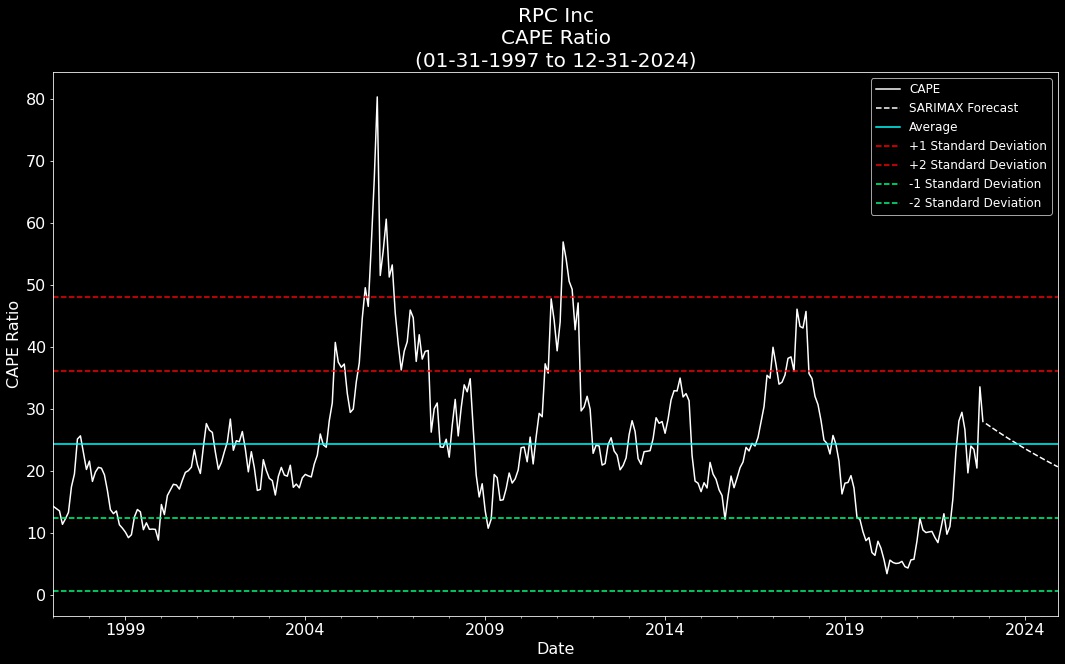 RPC Inc
CAPE Ratio
(01-31-1997 to 12-31-2024)
CAPE
SARIMAX Forecast
Average
+1 Standard Deviation
+2 Standard Deviation
-1 Standard Deviation
-2 Standard Deviation
CAPE Ratio
80
70
60
50
40
30
20
10
0
1999 2004 2009 2014 2019 2024
Date